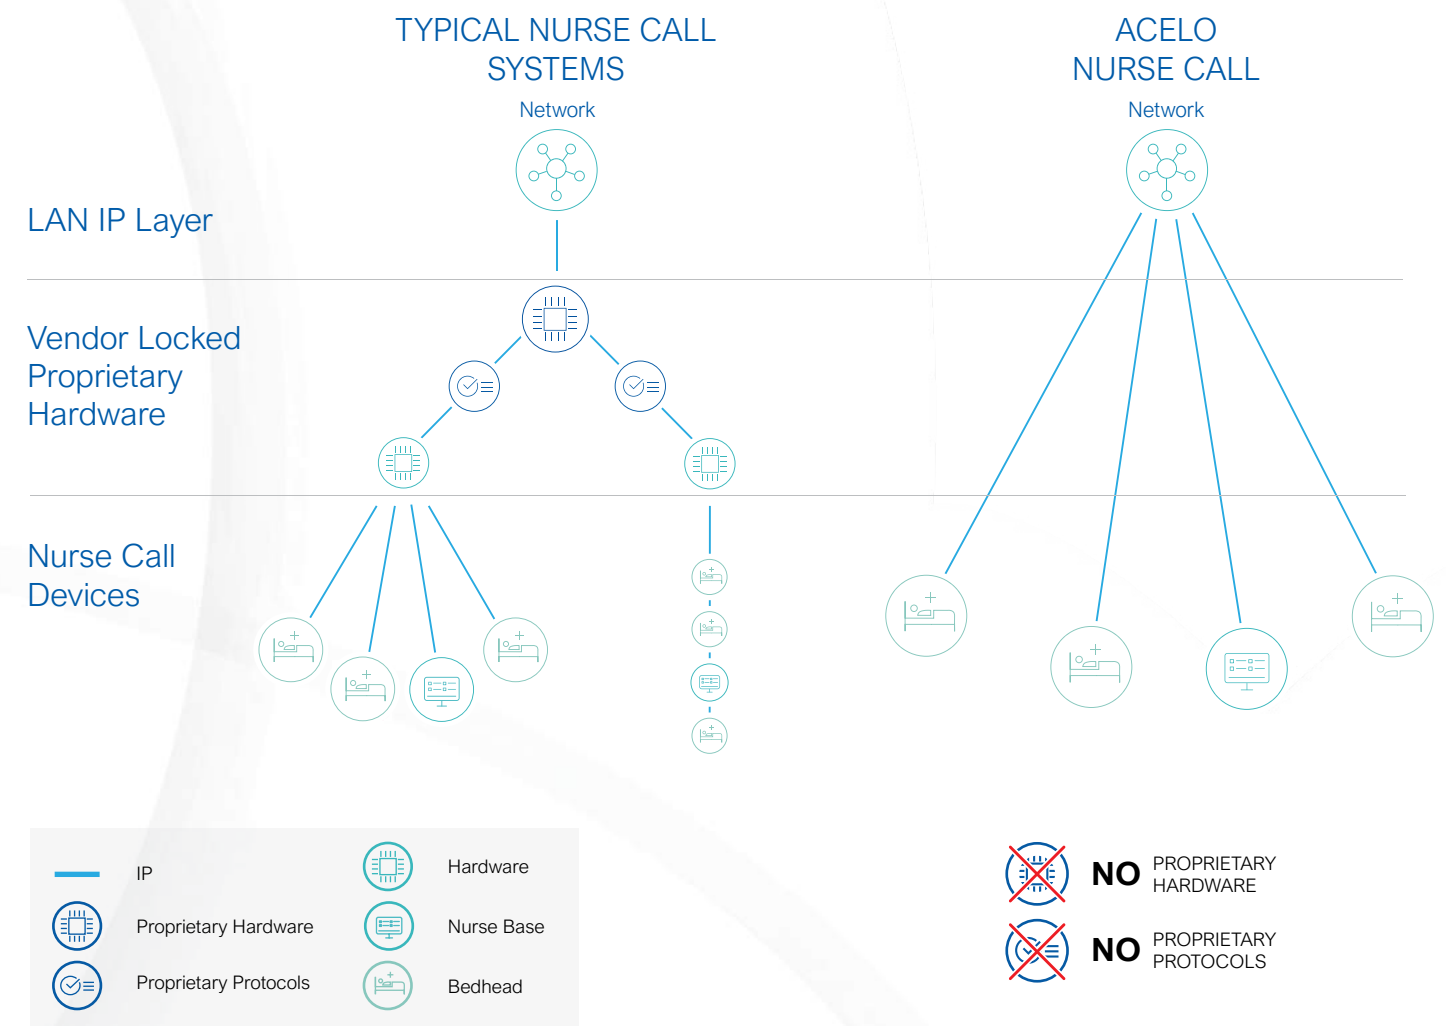 TYPICAL NURSE CALL
SYSTEMS
Network
ACELO
NURSE CALL
Network
LAN IP Layer
Vendor Locked
Proprietary
Hardware
Nurse Call
Devices
IP
Proprietary Hardware
Proprietary Protocols
Hardware
Nurse Base
Bedhead
NO PROPRIETARY
HARDWARE
NO PROPRIETARY
PROTOCOLS